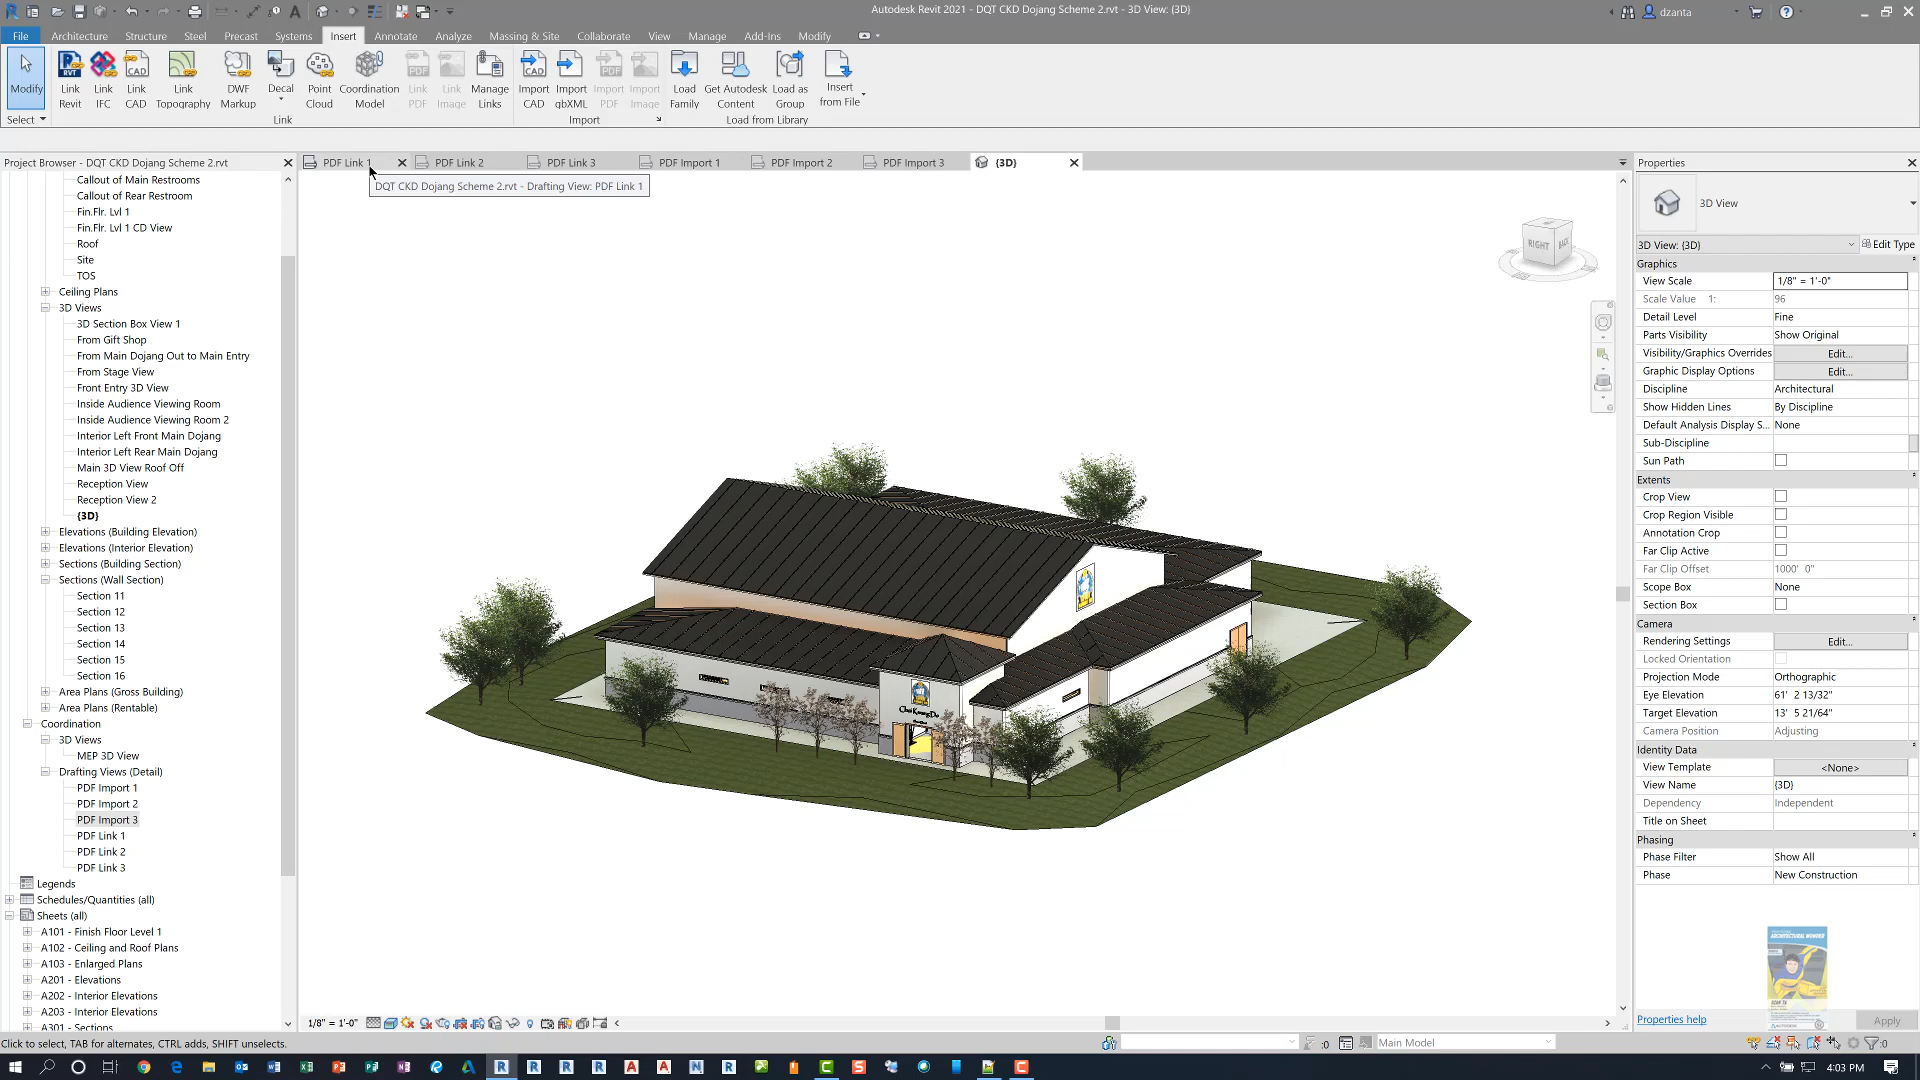 Autodesk Revit 2021 - DQT CKD Dojang Scheme 2.rvt - 3D View: {3D}
dzanta
File Architecture Structure Steel Precast Systems Insert Annotate Analyze Massing & Site Collaborate View Manage Add-Ins Modify
Modify
Link Revit
Link IFC
Link CAD
Link Topography
DWF Markup
Decal
Point Cloud
Coordination Model
Link PDF
Link Image
Manage Links
Import CAD
Import gbXML
Import PDF
Import Image
Load Family
Get Autodesk Content
Load as Group
Insert from File
Select
Link
Import
Load from Library
Project Browser - DQT CKD Dojang Scheme 2.rvt
PDF Link 1
PDF Link 2
PDF Link 3
PDF Import 1
PDF Import 2
PDF Import 3
{3D}
DQT CKD Dojang Scheme 2.rvt - Drafting View: PDF Link 1
Callout of Main Restrooms
Callout of Rear Restroom
Fin.Flr. Lvl 1
Fin.Flr. Lvl 1 CD View
Roof
Site
TOS
Ceiling Plans
3D Views
3D Section Box View 1
From Gift Shop
From Main Dojang Out to Main Entry
From Stage View
Front Entry 3D View
Inside Audience Viewing Room
Inside Audience Viewing Room 2
Interior Left Front Main Dojang
Interior Left Rear Main Dojang
Main 3D View Roof Off
Reception View
Reception View 2
{3D}
Elevations (Building Elevation)
Elevations (Interior Elevation)
Sections (Building Section)
Sections (Wall Section)
Section 11
Section 12
Section 13
Section 14
Section 15
Section 16
Area Plans (Gross Building)
Area Plans (Rentable)
Coordination
3D Views
MEP 3D View
Drafting Views (Detail)
PDF Import 1
PDF Import 2
PDF Import 3
PDF Link 1
PDF Link 2
PDF Link 3
Legends
Schedules/Quantities (all)
Sheets (all)
A101 - Finish Floor Level 1
A102 - Ceiling and Roof Plans
A103 - Enlarged Plans
A201 - Elevations
A202 - Interior Elevations
A203 - Interior Elevations
A301 - Sections
RIGHT
BACK
Properties
3D View
3D View: {3D}
Edit Type
Graphics
View Scale 1/8" = 1'-0"
Scale Value 1: 96
Detail Level Fine
Parts Visibility Show Original
Visibility/Graphics Overrides Edit...
Graphic Display Options Edit...
Discipline Architectural
Show Hidden Lines By Discipline
Default Analysis Display S... None
Sub-Discipline
Sun Path
Extents
Crop View
Crop Region Visible
Annotation Crop
Far Clip Active
Far Clip Offset 1000' 0"
Scope Box None
Section Box
Camera
Rendering Settings Edit...
Locked Orientation
Projection Mode Orthographic
Eye Elevation 61' 2 13/32"
Target Elevation 13' 5 21/64"
Camera Position Adjusting
Identity Data
View Template <None>
View Name {3D}
Dependency Independent
Title on Sheet
Phasing
Phase Filter Show All
Phase New Construction
ARCHITECTURAL WONDER
AUTODESK
Properties help
Apply
1/8" = 1'-0"
Click to select, TAB for alternates, CTRL adds, SHIFT unselects.
:0
Main Model
:0
4:03 PM